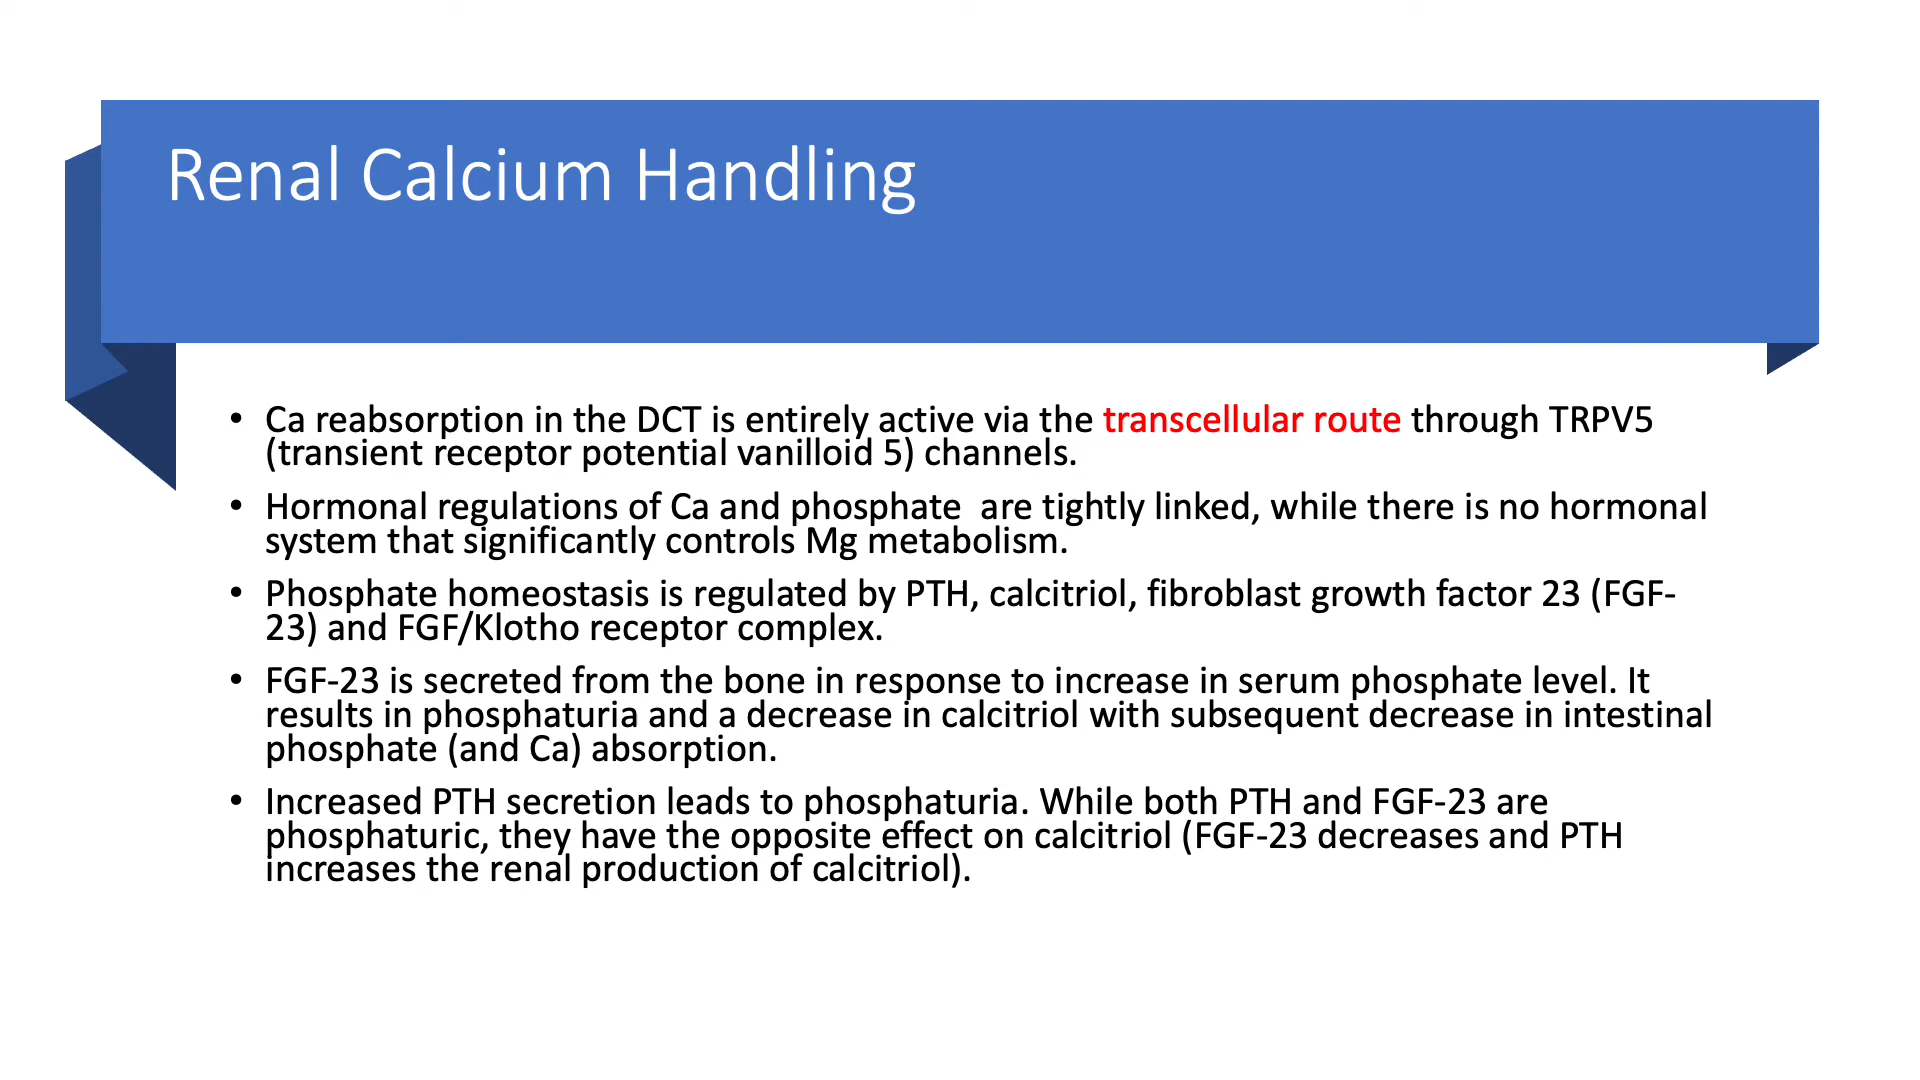 Renal Calcium Handling
• Ca reabsorption in the DCT is entirely active via the transcellular route through TRPV5
(transient receptor potential vanilloid 5) channels.
• Hormonal regulations of Ca and phosphate  are tightly linked, while there is no hormonal
system that significantly controls Mg metabolism.
• Phosphate homeostasis is regulated by PTH, calcitriol, fibroblast growth factor 23 (FGF-
23) and FGF/Klotho receptor complex.
• FGF-23 is secreted from the bone in response to increase in serum phosphate level. It
results in phosphaturia and a decrease in calcitriol with subsequent decrease in intestinal
phosphate (and Ca) absorption.
• Increased PTH secretion leads to phosphaturia. While both PTH and FGF-23 are
phosphaturic, they have the opposite effect on calcitriol (FGF-23 decreases and PTH
increases the renal production of calcitriol).